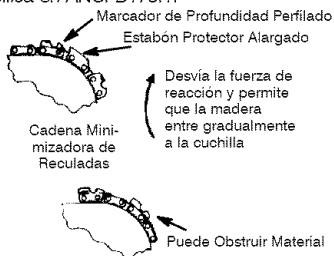 Marcador de Profundidad Perfilado
Estabón Protector Alargado
Desvía la fuerza de
reacción y permite
que la madera
entre gradualmente
a la cuchilla
Cadena Mini-
mizadora de
Reculadas
Puede Obstruir Material